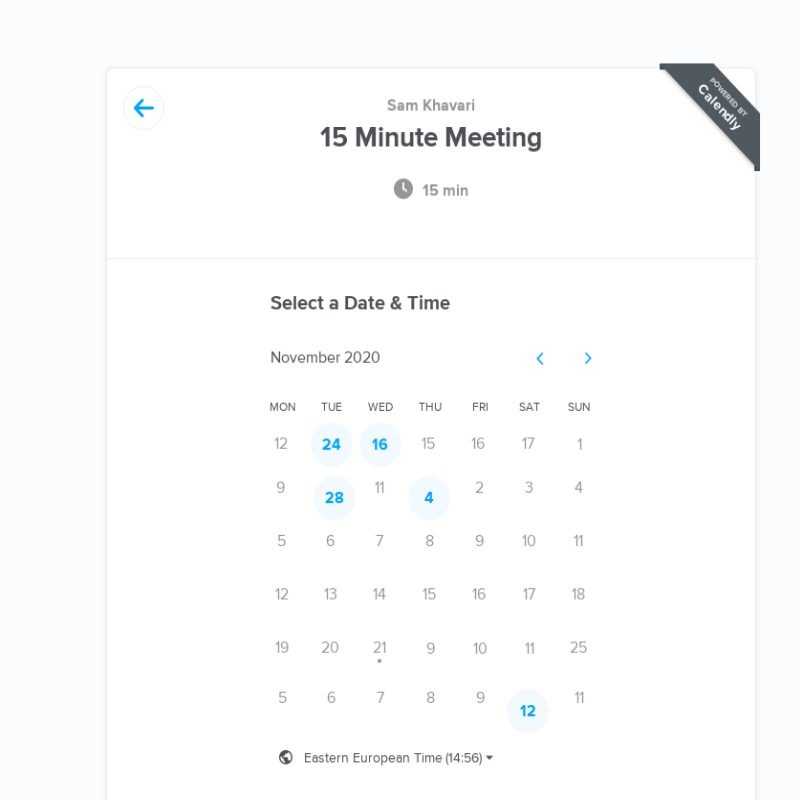 Sam Khavari
POWERED BY
Calendly
15 Minute Meeting
15 min
Select a Date & Time
November 2020
MON TUE WED THU FRI SAT SUN
12 24 16 15 16 17 1
9 28 11 4 2 3 4
5 6 7 8 9 10 11
12 13 14 15 16 17 18
19 20 21 9 10 11 25
5 6 7 8 9 12 11
Eastern European Time (14:56)